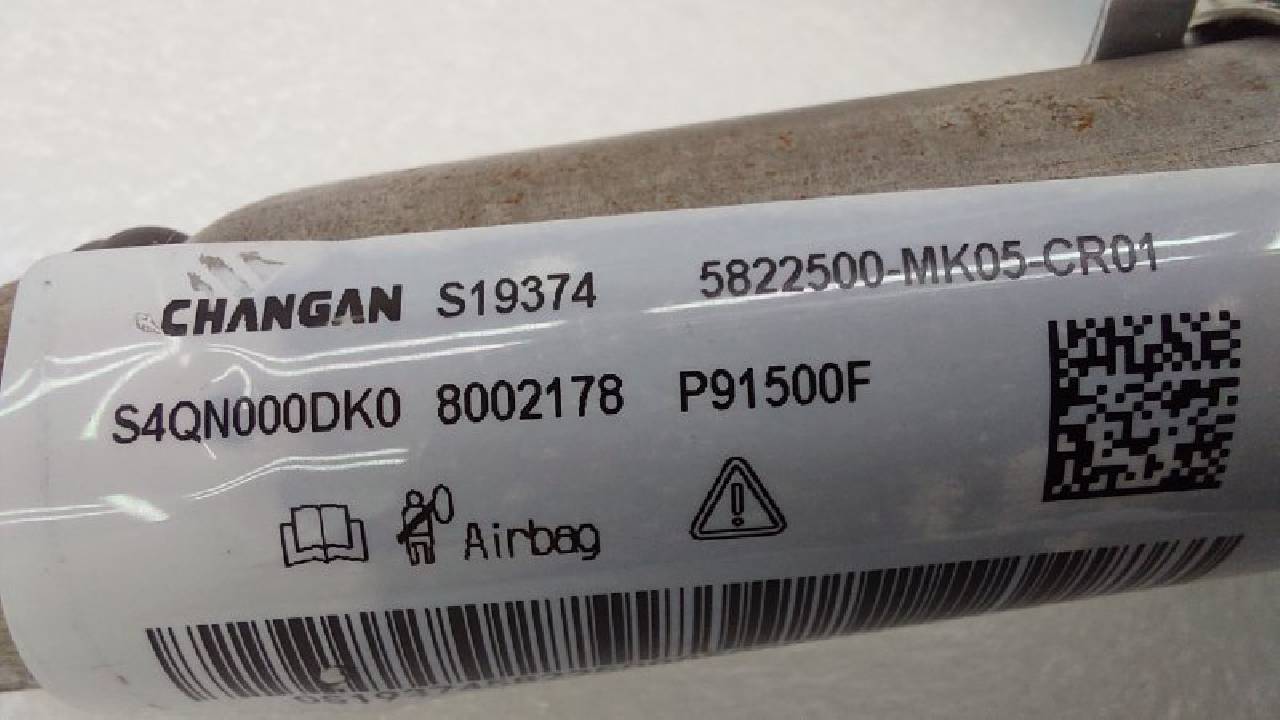 CHANGAN S19374 5822500-MK05-CR01
S4QN000DK0 8002178 P91500F
Airbag